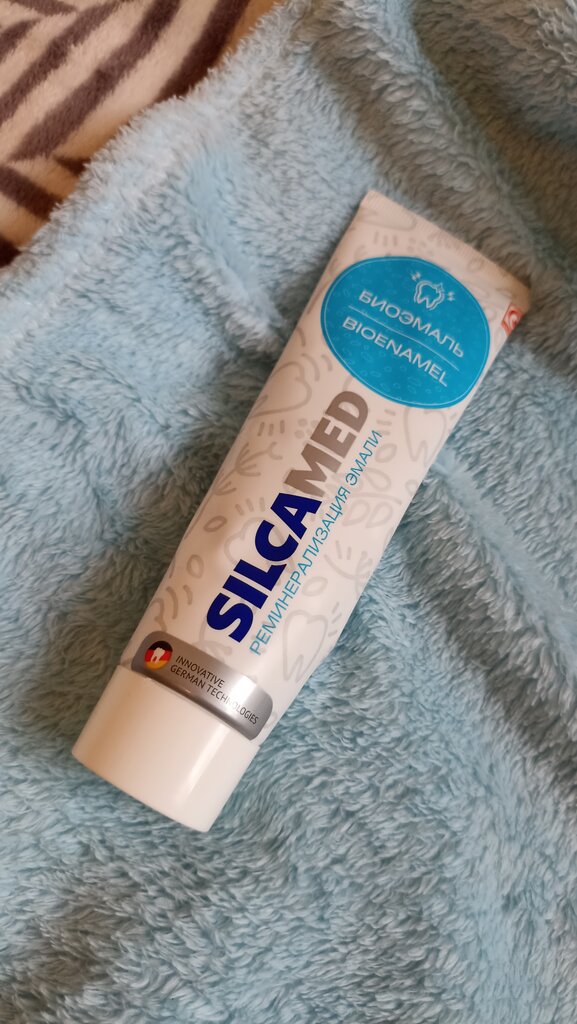 БИОЭМАЛЬ
BIOENAMEL
SILCAMED
РЕМИНЕРАЛИЗАЦИЯ ЭМАЛИ
INNOVATIVE
GERMAN TECHNOLOGIES